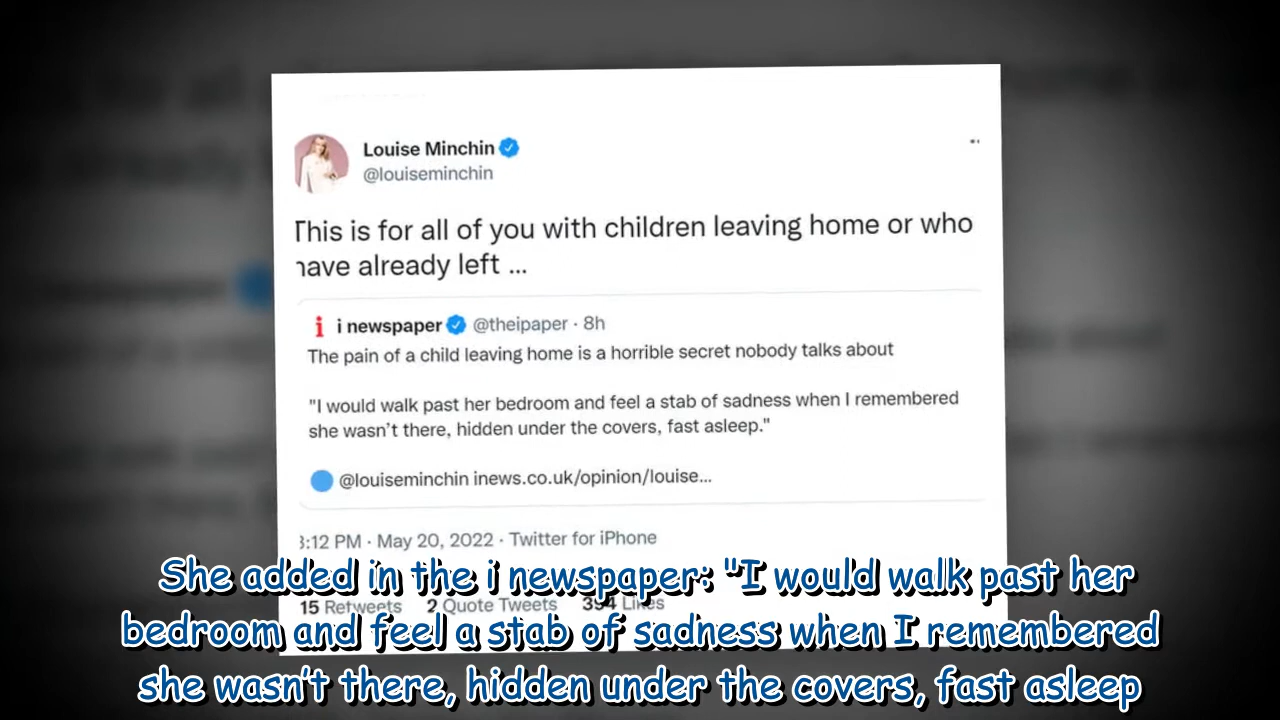 Louise Minchin
@louiseminchin
This is for all of you with children leaving home or who
have already left ...
i i newspaper @theipaper · 8h
The pain of a child leaving home is a horrible secret nobody talks about
"I would walk past her bedroom and feel a stab of sadness when I remembered
she wasn't there, hidden under the covers, fast asleep."
@louiseminchin inews.co.uk/opinion/louise...
3:12 PM · May 20, 2022 · Twitter for iPhone
15 Retweets 2 Quote Tweets 394 Likes
She added in the i newspaper: "I would walk past her
bedroom and feel a stab of sadness when I remembered
she wasn't there, hidden under the covers, fast asleep